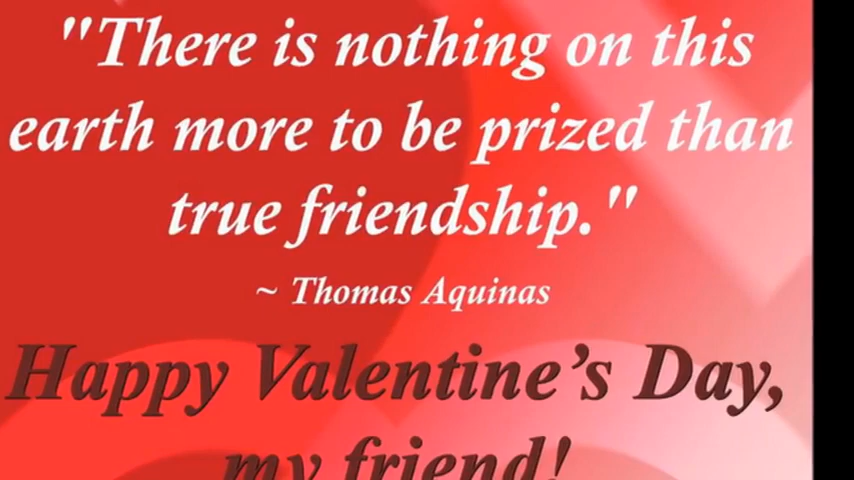 "There is nothing on this
earth more to be prized than
true friendship."
~ Thomas Aquinas
Happy Valentine’s Day,
my friend!